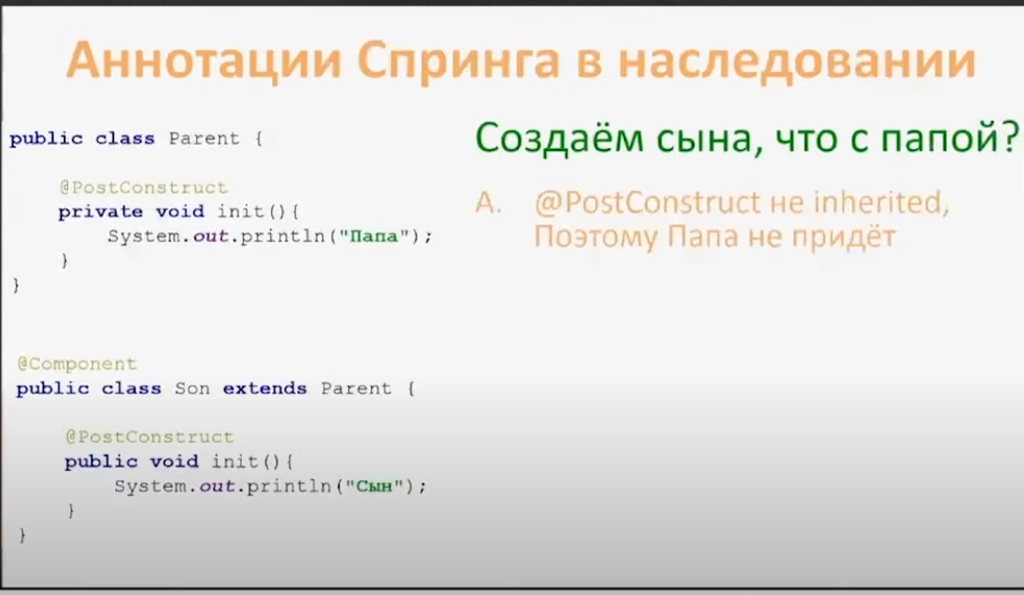 Аннотации Спринга в наследовании
public class Parent {
@PostConstruct
private void init(){
System.out.println("Папа");
}
}
@Component
public class Son extends Parent {
@PostConstruct
public void init(){
System.out.println("Сын");
}
}
Создаём сына, что с папой?
A. @PostConstruct не inherited,
Поэтому Папа не придёт